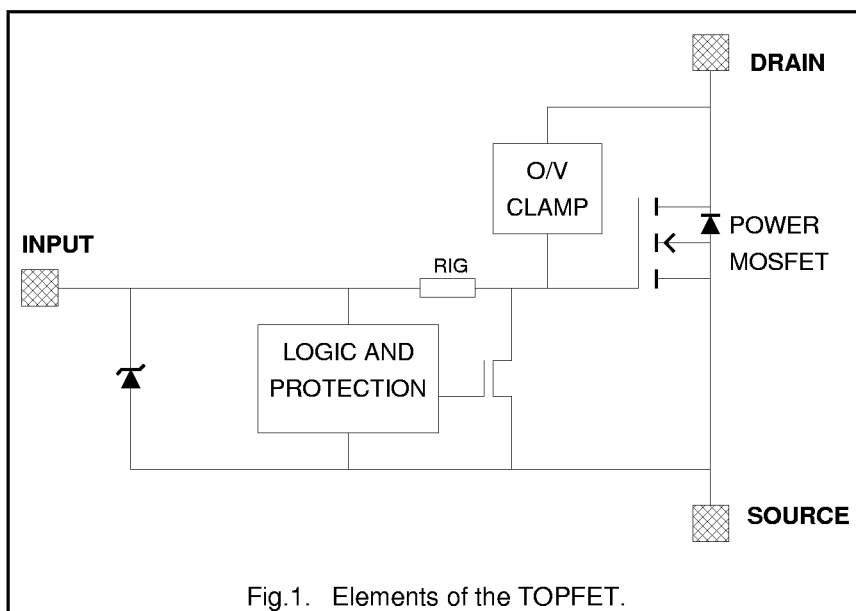 DRAIN
O/V
CLAMP
POWER
MOSFET
INPUT
RIG
LOGIC AND
PROTECTION
SOURCE
Fig.1. Elements of the TOPFET.